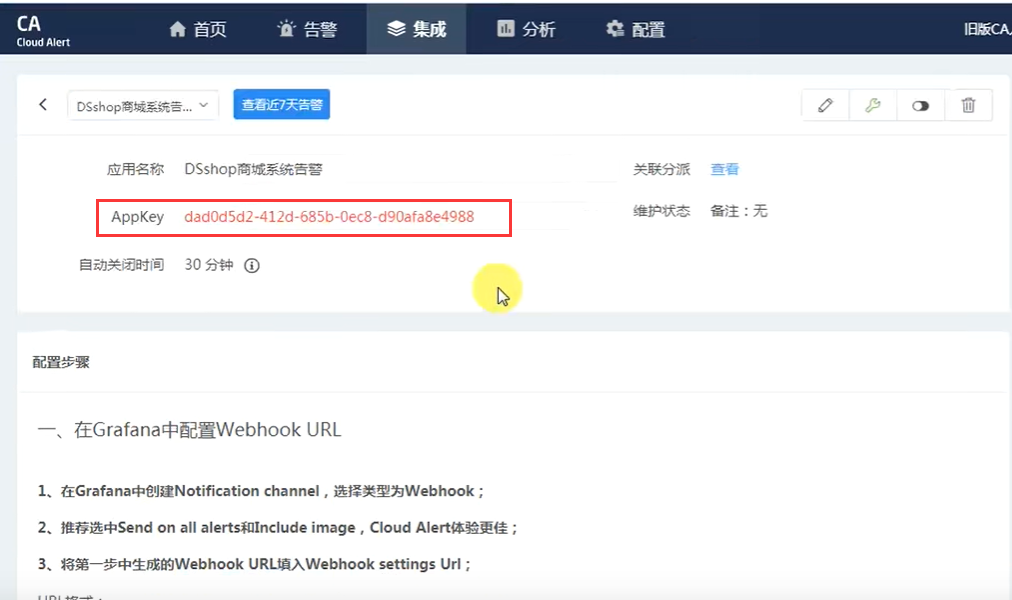 CA
Cloud Alert
首页
告警
集成
分析
配置
旧版CA
DSshop商城系统告...
查看近7天告警
应用名称 DSshop商城系统告警
关联分派 查看
AppKey dad0d5d2-412d-685b-0ec8-d90afa8e4988
维护状态 备注：无
自动关闭时间 30 分钟
配置步骤
一、在Grafana中配置Webhook URL
1、在Grafana中创建Notification channel，选择类型为Webhook；
2、推荐选中Send on all alerts和Include image，Cloud Alert体验更佳；
3、将第一步中生成的Webhook URL填入Webhook settings Url；